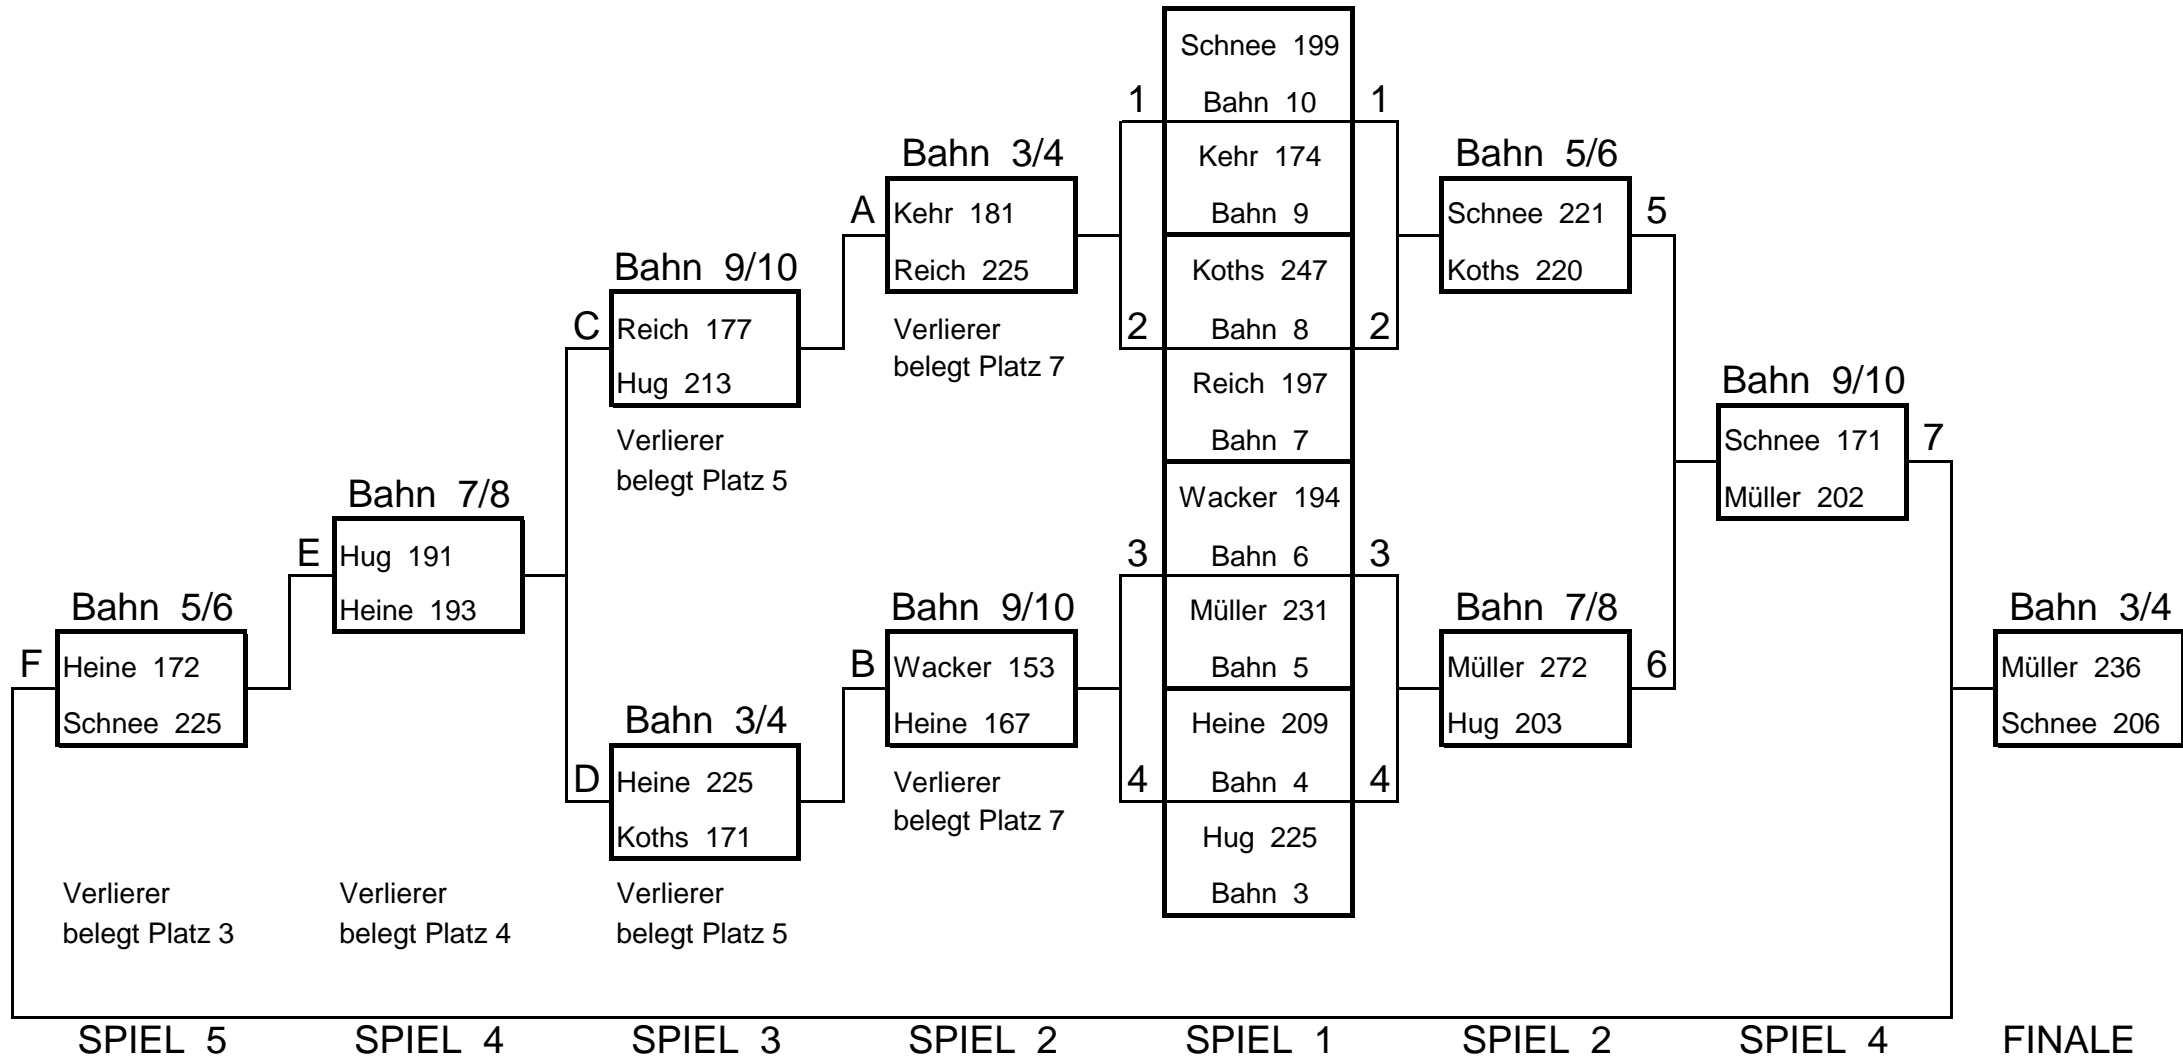 Schnee 199
1 Bahn 10 1
Bahn 3/4 Kehr 174 Bahn 5/6
A Kehr 181 Bahn 9 Schnee 221 5
Bahn 9/10 Reich 225 Koths 247 Koths 220
C Reich 177 Verlierer 2 Bahn 8 2
Hug 213 belegt Platz 7 Reich 197 Bahn 9/10
Verlierer Bahn 7 Schnee 171 7
belegt Platz 5
Bahn 7/8 Wacker 194 Müller 202
E Hug 191 3 Bahn 6 3
Bahn 5/6 Heine 193 Bahn 9/10 Müller 231 Bahn 7/8 Bahn 3/4
F Heine 172 B Wacker 153 Bahn 5 Müller 272 6 Müller 236
Schnee 225 Bahn 3/4 Heine 167 Heine 209 Hug 203 Schnee 206
D Heine 225 Verlierer 4 Bahn 4 4
belegt Platz 7
Koths 171 Hug 225
Verlierer Verlierer Verlierer Bahn 3
belegt Platz 3 belegt Platz 4 belegt Platz 5
SPIEL 5 SPIEL 4 SPIEL 3 SPIEL 2 SPIEL 1 SPIEL 2 SPIEL 4 FINALE